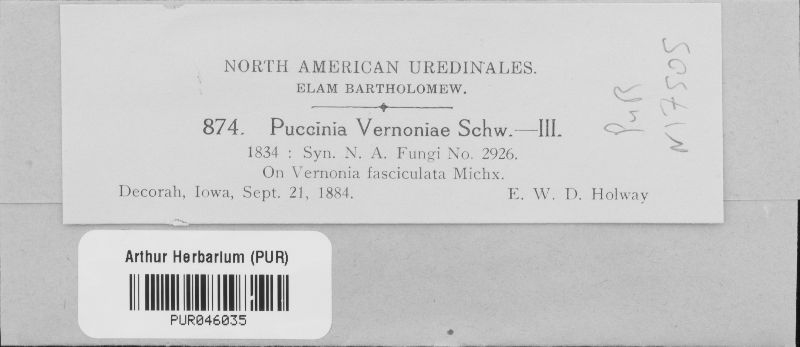 NORTH AMERICAN UREDINALES.
ELAM BARTHOLOMEW.
874. Puccinia Vernoniae Schw.—III.
1834 : Syn. N. A. Fungi No. 2926.
On Vernonia fasciculata Michx.
Decorah, Iowa, Sept. 21, 1884. E. W. D. Holway
PUR
N17505
Arthur Herbarium (PUR)
PUR046035